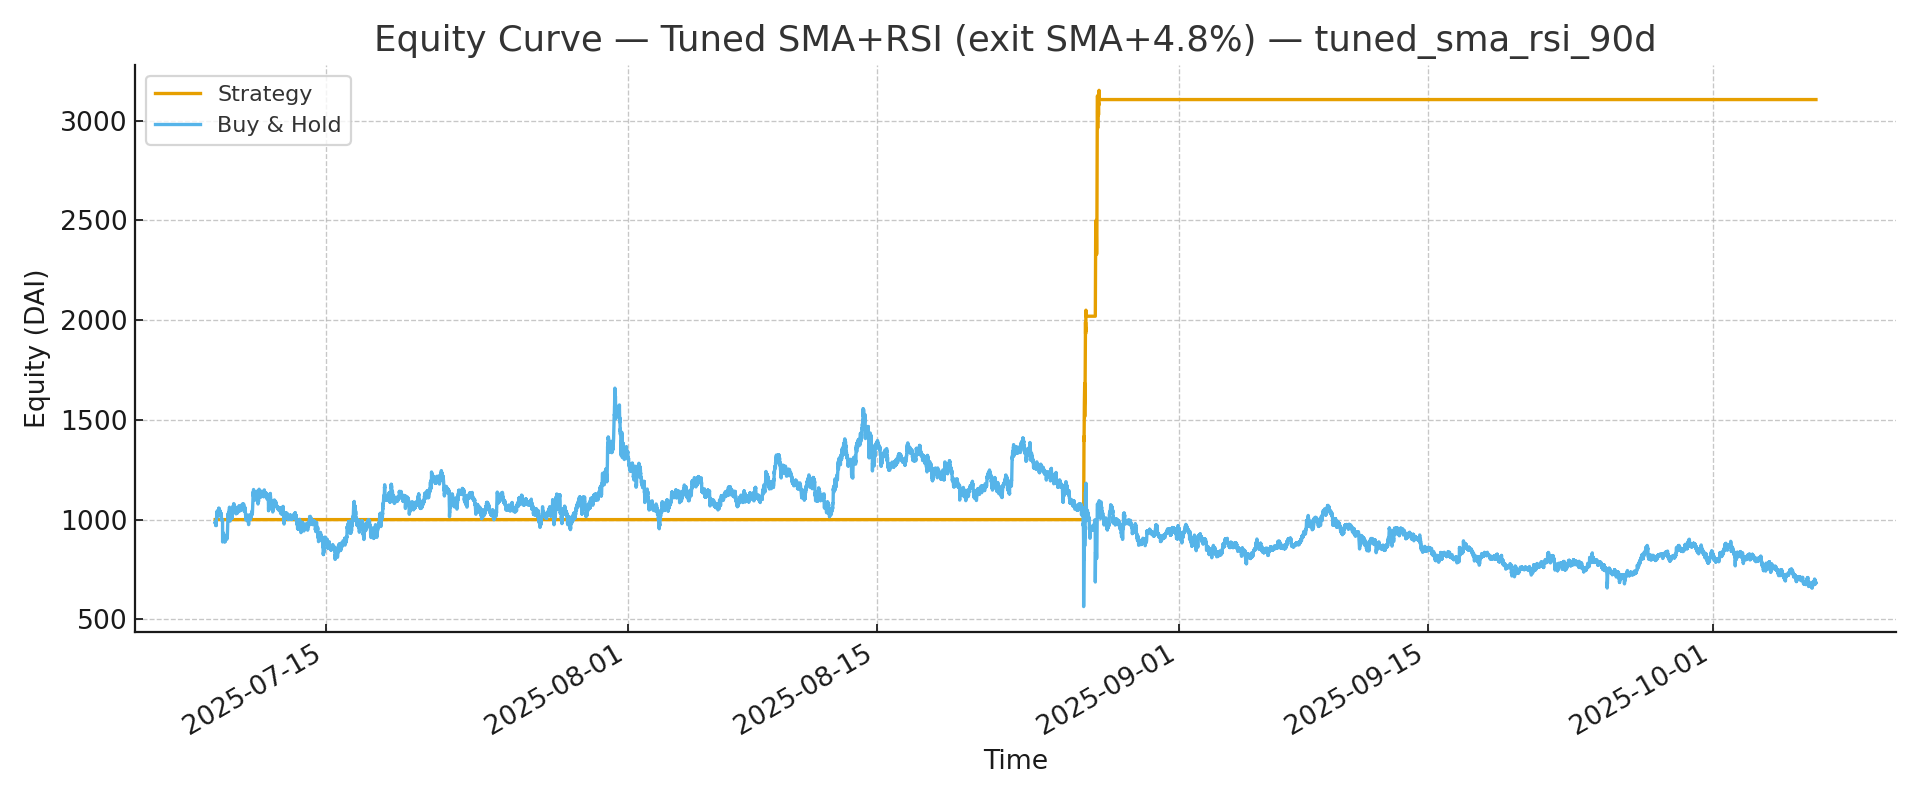 Equity Curve — Tuned SMA+RSI (exit SMA+4.8%) — tuned_sma_rsi_90d
Strategy
Buy & Hold
Equity (DAI)
3000
2500
2000
1500
1000
500
2025-07-15
2025-08-01
2025-08-15
2025-09-01
2025-09-15
2025-10-01
Time